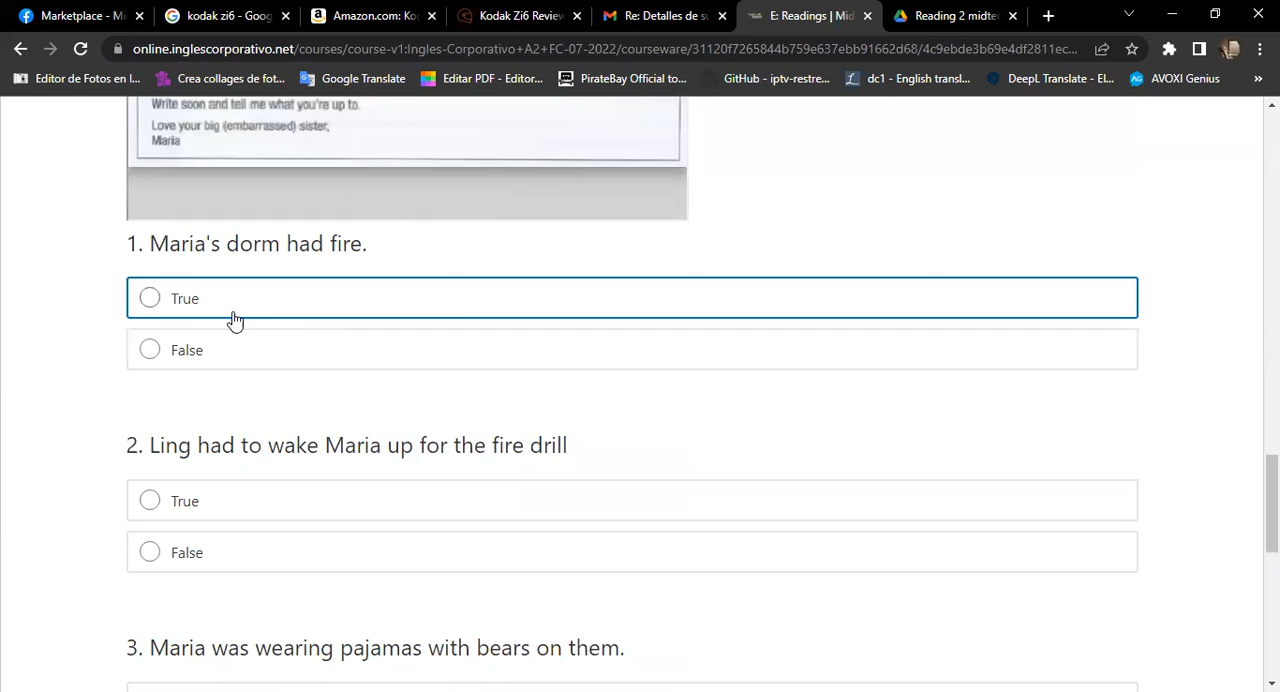 Marketplace - Mi
kodak zi6 - Goog
Amazon.com: Ko
Kodak Zi6 Review
Re: Detalles de su
E: Readings | Mid
Reading 2 midte
online.inglescorporativo.net/courses/course-v1:Ingles-Corporativo+A2+FC-07-2022/courseware/31120f7265844b759e637ebb91662d68/4c9ebde3b69e4df2811ec...
Editor de Fotos en l...
Crea collages de fot...
Google Translate
Editar PDF - Editor...
PirateBay Official to...
GitHub - iptv-restre...
dc1 - English transl...
DeepL Translate - El...
AVOXI Genius
»
Write soon and tell me what you're up to.
Love your big (embarrassed) sister,
Maria
1. Maria's dorm had fire.
True
False
2. Ling had to wake Maria up for the fire drill
True
False
3. Maria was wearing pajamas with bears on them.